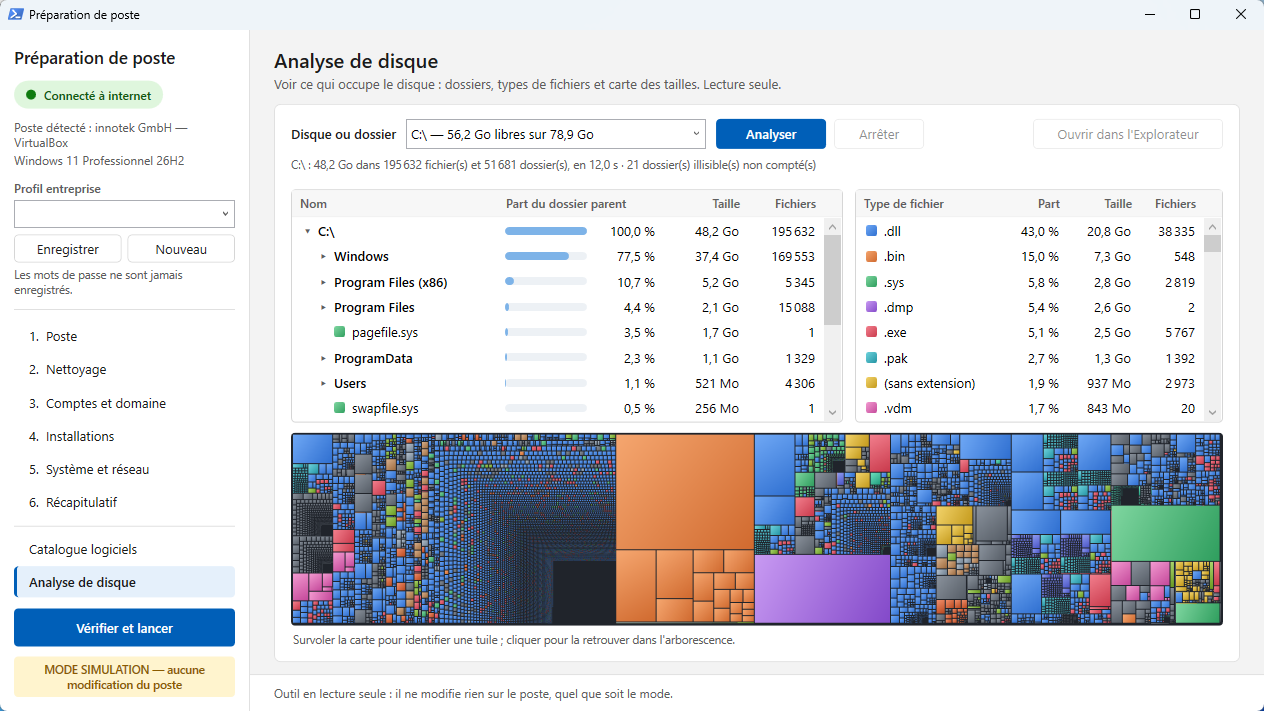 Préparation de poste
Préparation de poste
Connecté à internet
Poste détecté : innotek GmbH —
VirtualBox
Windows 11 Professionnel 26H2
Profil entreprise
Enregistrer
Nouveau
Les mots de passe ne sont jamais
enregistrés.
1. Poste
2. Nettoyage
3. Comptes et domaine
4. Installations
5. Système et réseau
6. Récapitulatif
Catalogue logiciels
Analyse de disque
Vérifier et lancer
MODE SIMULATION — aucune
modification du poste
Analyse de disque
Voir ce qui occupe le disque : dossiers, types de fichiers et carte des tailles. Lecture seule.
Disque ou dossier
C:\ — 56,2 Go libres sur 78,9 Go
Analyser
Arrêter
Ouvrir dans l'Explorateur
C:\ : 48,2 Go dans 195 632 fichier(s) et 51 681 dossier(s), en 12,0 s · 21 dossier(s) illisible(s) non compté(s)
Nom Part du dossier parent Taille Fichiers
C:\ 100,0 % 48,2 Go 195 632
Windows 77,5 % 37,4 Go 169 553
Program Files (x86) 10,7 % 5,2 Go 5 345
Program Files 4,4 % 2,1 Go 15 088
pagefile.sys 3,5 % 1,7 Go 1
ProgramData 2,3 % 1,1 Go 1 329
Users 1,1 % 521 Mo 4 306
swapfile.sys 0,5 % 256 Mo 1
Type de fichier Part Taille Fichiers
.dll 43,0 % 20,8 Go 38 335
.bin 15,0 % 7,3 Go 548
.sys 5,8 % 2,8 Go 2 819
.dmp 5,4 % 2,6 Go 2
.exe 5,1 % 2,5 Go 5 767
.pak 2,7 % 1,3 Go 1 392
(sans extension) 1,9 % 937 Mo 2 973
.vdm 1,7 % 843 Mo 20
Survoler la carte pour identifier une tuile ; cliquer pour la retrouver dans l'arborescence.
Outil en lecture seule : il ne modifie rien sur le poste, quel que soit le mode.